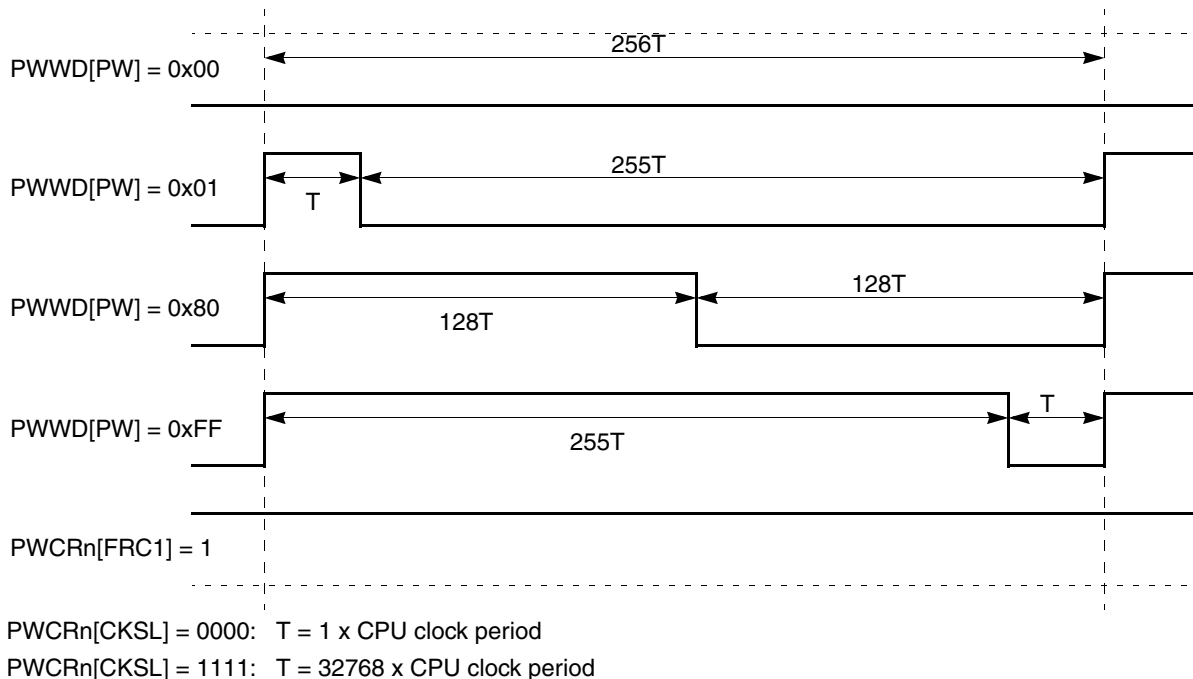 256T
PWWD[PW] = 0x00
255T
PWWD[PW] = 0x01
T
128T
PWWD[PW] = 0x80
128T
T
PWWD[PW] = 0xFF
255T
PWCRn[FRC1] = 1
PWCRn[CKSL] = 0000: T = 1 x CPU clock period
PWCRn[CKSL] = 1111: T = 32768 x CPU clock period